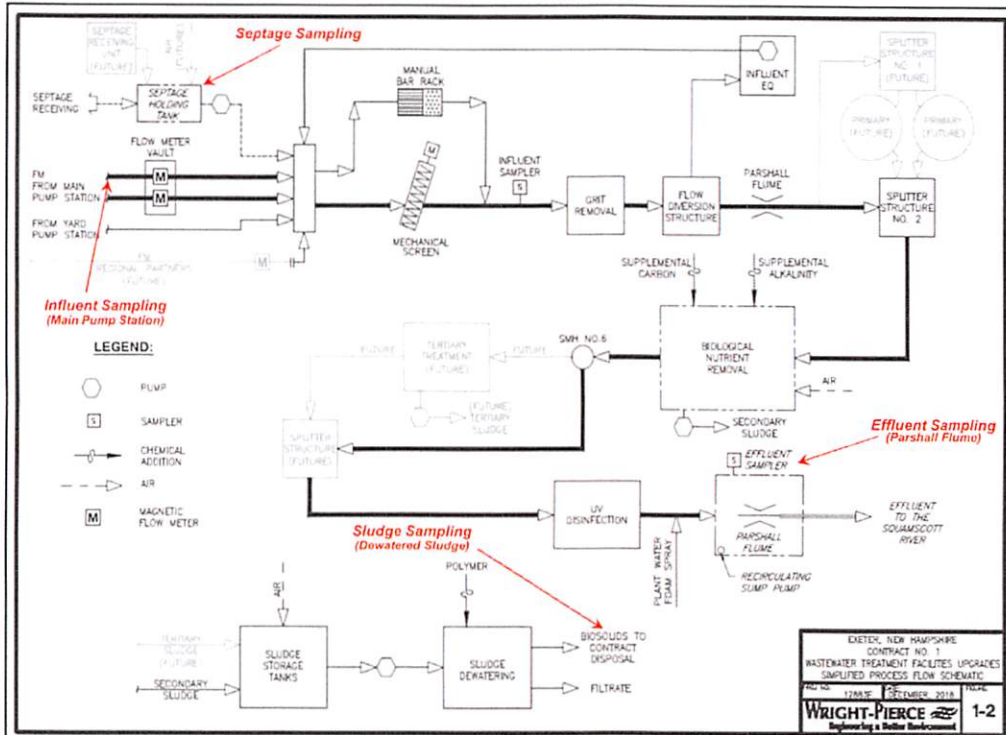 Septage Sampling
SEPTAGE
RECEIVING
UNIT
(FUTURE)
AIR
(FUTURE)
SEPTAGE
RECEIVING
SEPTAGE
HOLDING
TANK
FLOW METER
VAULT
FM
FROM MAIN
PUMP STATION
M
M
FROM YARD
PUMP STATION
FM
REGIONAL PARTNERS
(FUTURE)
M
MANUAL
BAR RACK
MECHANICAL
SCREEN
INFLUENT
SAMPLER
S
GRIT
REMOVAL
FLOW
DIVERSION
STRUCTURE
INFLUENT
EQ
PARSHALL
FLUME
SPLITTER
STRUCTURE
NO. 1
(FUTURE)
PRIMARY
(FUTURE)
PRIMARY
(FUTURE)
SPLITTER
STRUCTURE
NO. 2
Influent Sampling
(Main Pump Station)
LEGEND:
PUMP
S
SAMPLER
CHEMICAL
ADDITION
AIR
M
MAGNETIC
FLOW METER
SUPPLEMENTAL
CARBON
SUPPLEMENTAL
ALKALINITY
BIOLOGICAL
NUTRIENT
REMOVAL
AIR
SECONDARY
SLUDGE
SMH NO.6
FUTURE
TERTIARY
TREATMENT
(FUTURE)
FUTURE
(FUTURE)
TERTIARY
SLUDGE
SPLITTER
STRUCTURE
(FUTURE)
Effluent Sampling
(Parshall Flume)
S
EFFLUENT
SAMPLER
UV
DISINFECTION
PLANT WATER
FOAM SPRAY
PARSHALL
FLUME
RECIRCULATING
SUMP PUMP
EFFLUENT
TO THE
SQUAMSCOTT
RIVER
Sludge Sampling
(Dewatered Sludge)
TERTIARY
SLUDGE
(FUTURE)
SECONDARY
SLUDGE
AIR
SLUDGE
STORAGE
TANKS
POLYMER
SLUDGE
DEWATERING
BIOSOLIDS TO
CONTRACT
DISPOSAL
FILTRATE
EXETER, NEW HAMPSHIRE
CONTRACT NO. 1
WASTEWATER TREATMENT FACILITIES UPGRADES
SIMPLIFIED PROCESS FLOW SCHEMATIC
12883F
DECEMBER, 2018
1-2
WRIGHT-PIERCE
Engineering a Better Environment